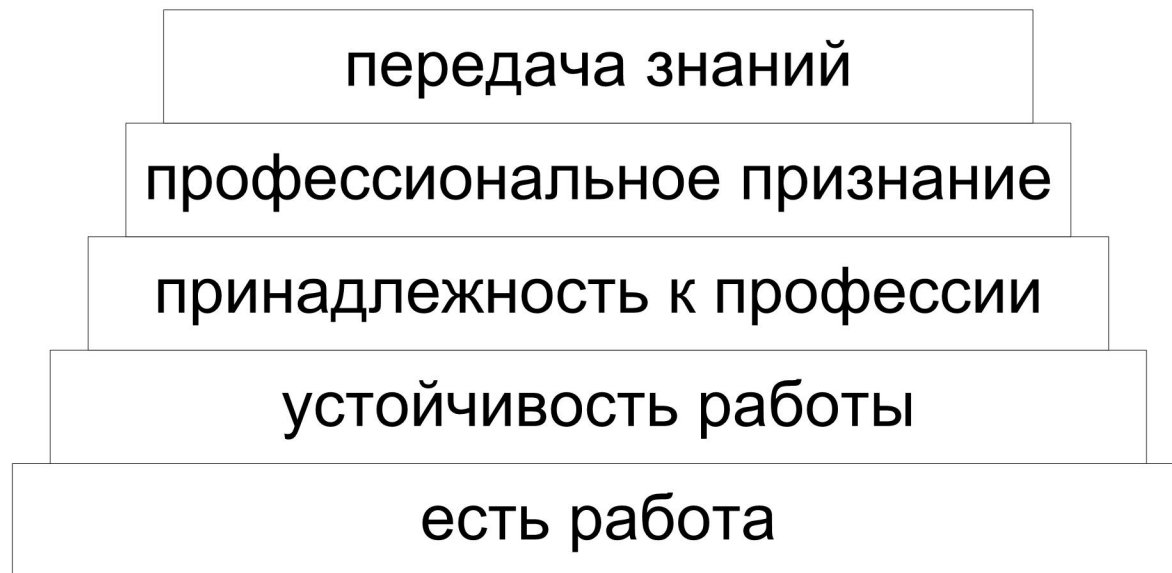 передача знаний
профессиональное признание
принадлежность к профессии
устойчивость работы
есть работа